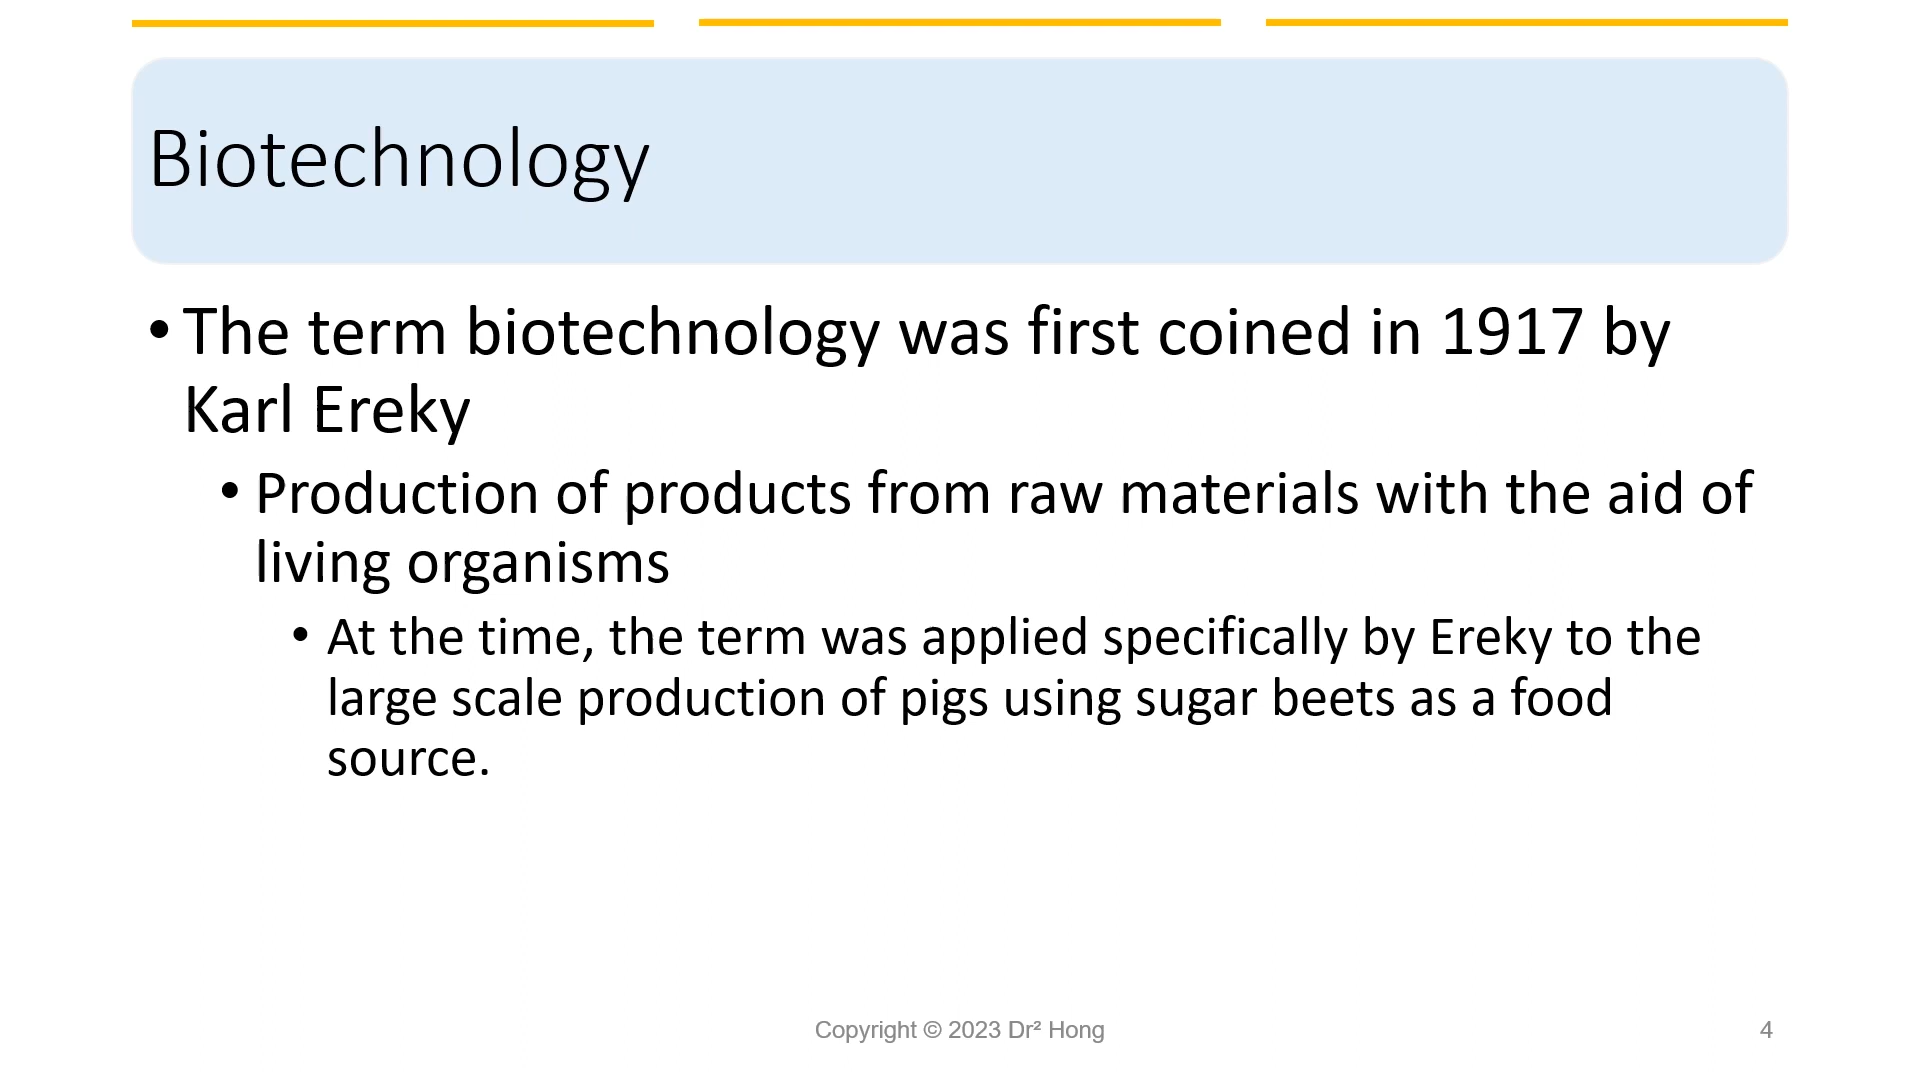 Biotechnology
• The term biotechnology was first coined in 1917 by
Karl Ereky
• Production of products from raw materials with the aid of
living organisms
• At the time, the term was applied specifically by Ereky to the
large scale production of pigs using sugar beets as a food
source.
Copyright © 2023 Dr² Hong
4